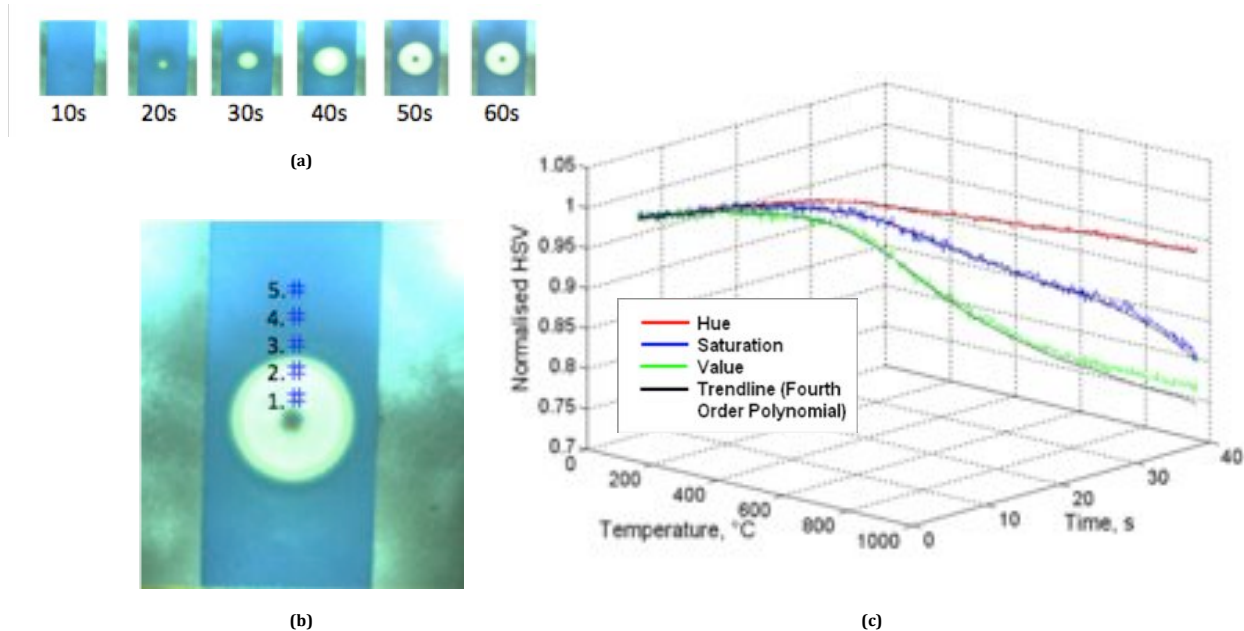 10s 20s 30s 40s 50s 60s
(a)
5. #
4. #
3. #
2. #
1. #
(b)
1.05
1
0.95
0.9
0.85
0.8
0.75
0.7
Normalised HSV
Hue
Saturation
Value
Trendline (Fourth
Order Polynomial)
0 200 400 600 800 1000
Temperature, °C
0 10 20 30 40
Time, s
(c)